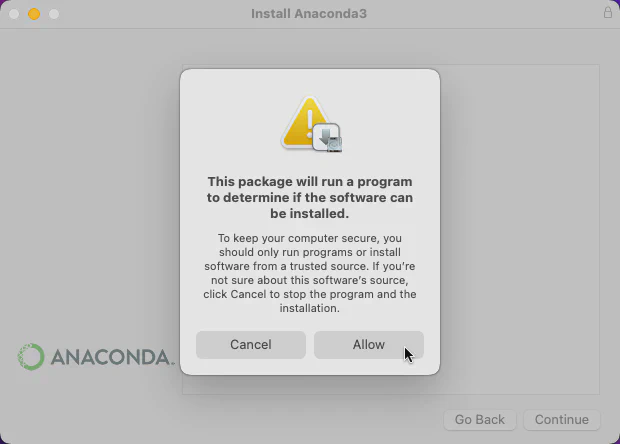 Install Anaconda3
This package will run a program
to determine if the software can
be installed.
To keep your computer secure, you
should only run programs or install
software from a trusted source. If you're
not sure about this software's source,
click Cancel to stop the program and the
installation.
Cancel
Allow
ANACONDA.
Go Back
Continue